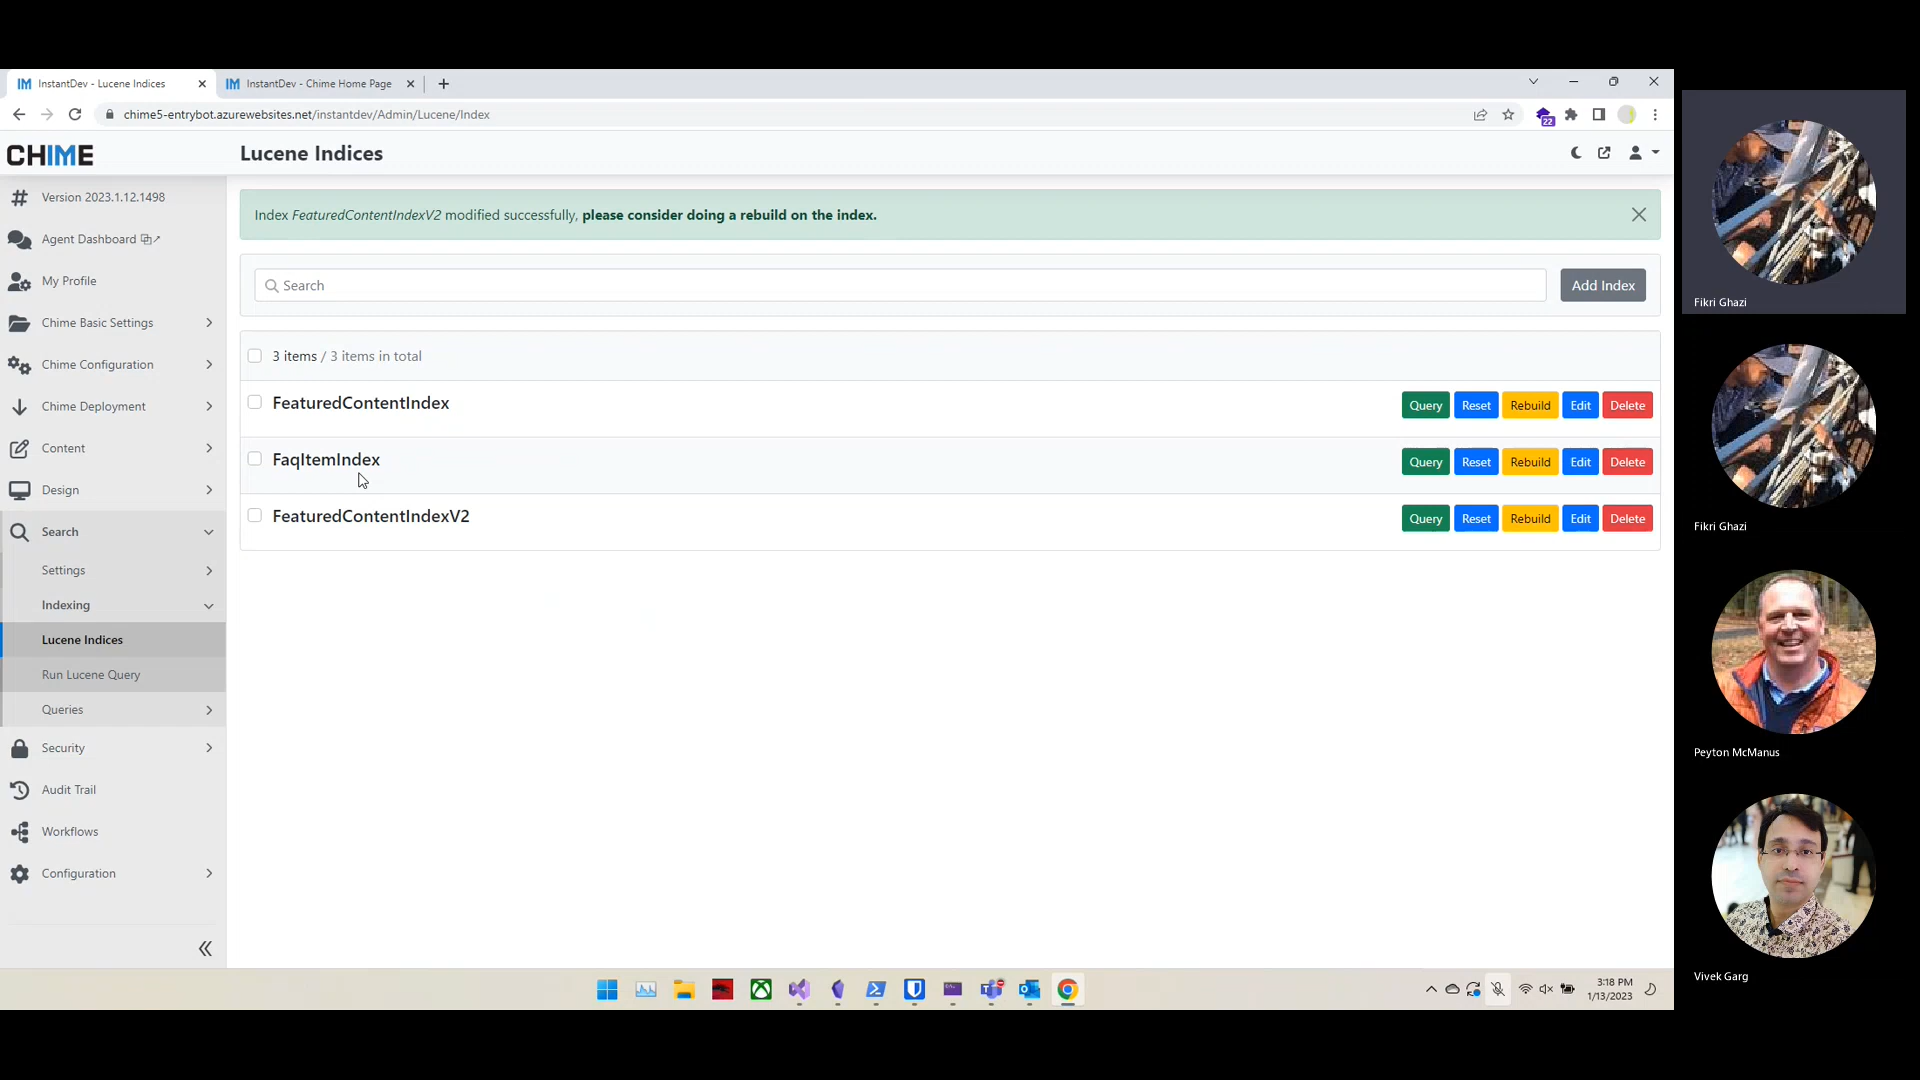 InstantDev - Lucene Indices
InstantDev - Chime Home Page
chime5-entrybot.azurewebsites.net/instantdev/Admin/Lucene/Index
22
CHIME
Lucene Indices
Version 2023.1.12.1498
Agent Dashboard
My Profile
Chime Basic Settings
Chime Configuration
Chime Deployment
Content
Design
Search
Settings
Indexing
Lucene Indices
Run Lucene Query
Queries
Security
Audit Trail
Workflows
Configuration
Index FeaturedContentIndexV2 modified successfully, please consider doing a rebuild on the index.
Search
Add Index
3 items / 3 items in total
FeaturedContentIndex
Query Reset Rebuild Edit Delete
FaqItemIndex
Query Reset Rebuild Edit Delete
FeaturedContentIndexV2
Query Reset Rebuild Edit Delete
3:18 PM
1/13/2023
Fikri Ghazi
Fikri Ghazi
Peyton McManus
Vivek Garg